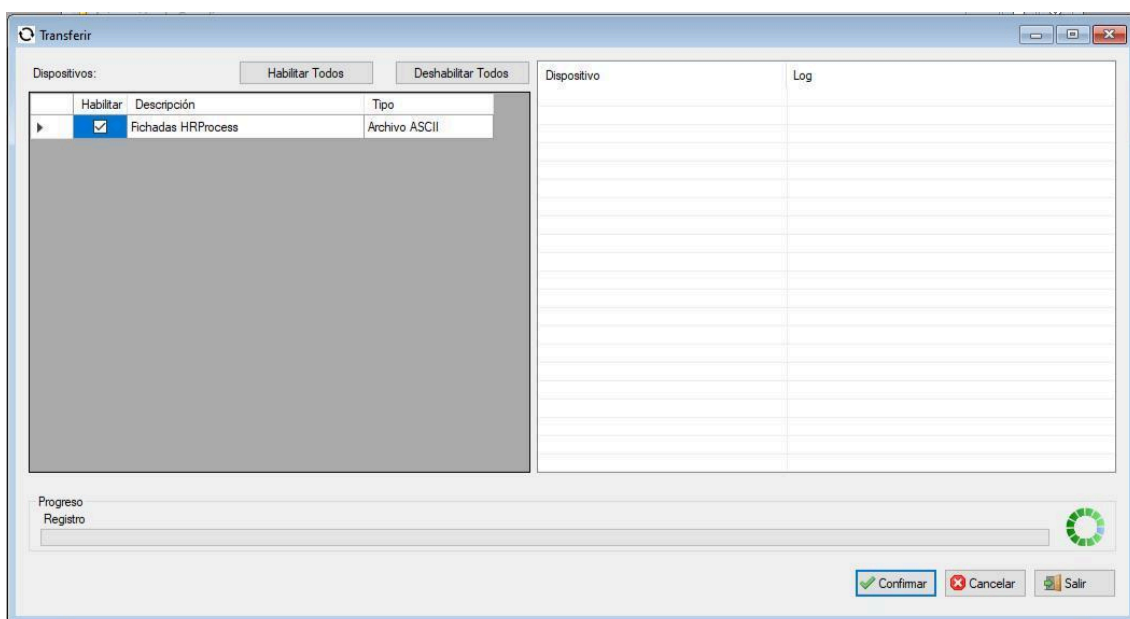 Transferir
Dispositivos:
Habilitar Todos
Deshabilitar Todos
Habilitar Descripción Tipo
Fichadas HRProcess Archivo ASCII
Dispositivo Log
Progreso
Registro
Confirmar
Cancelar
Salir